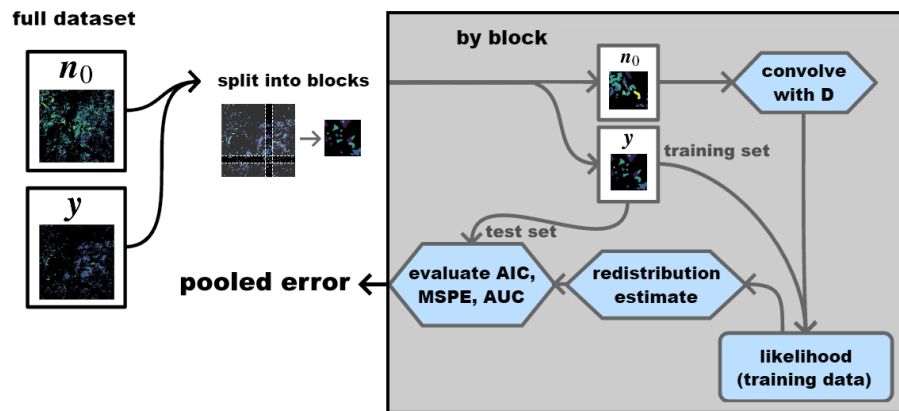 full dataset
n0
y
split into blocks
by block
n0
y
convolve
with D
training set
test set
pooled error
evaluate AIC,
MSPE, AUC
redistribution
estimate
likelihood
(training data)